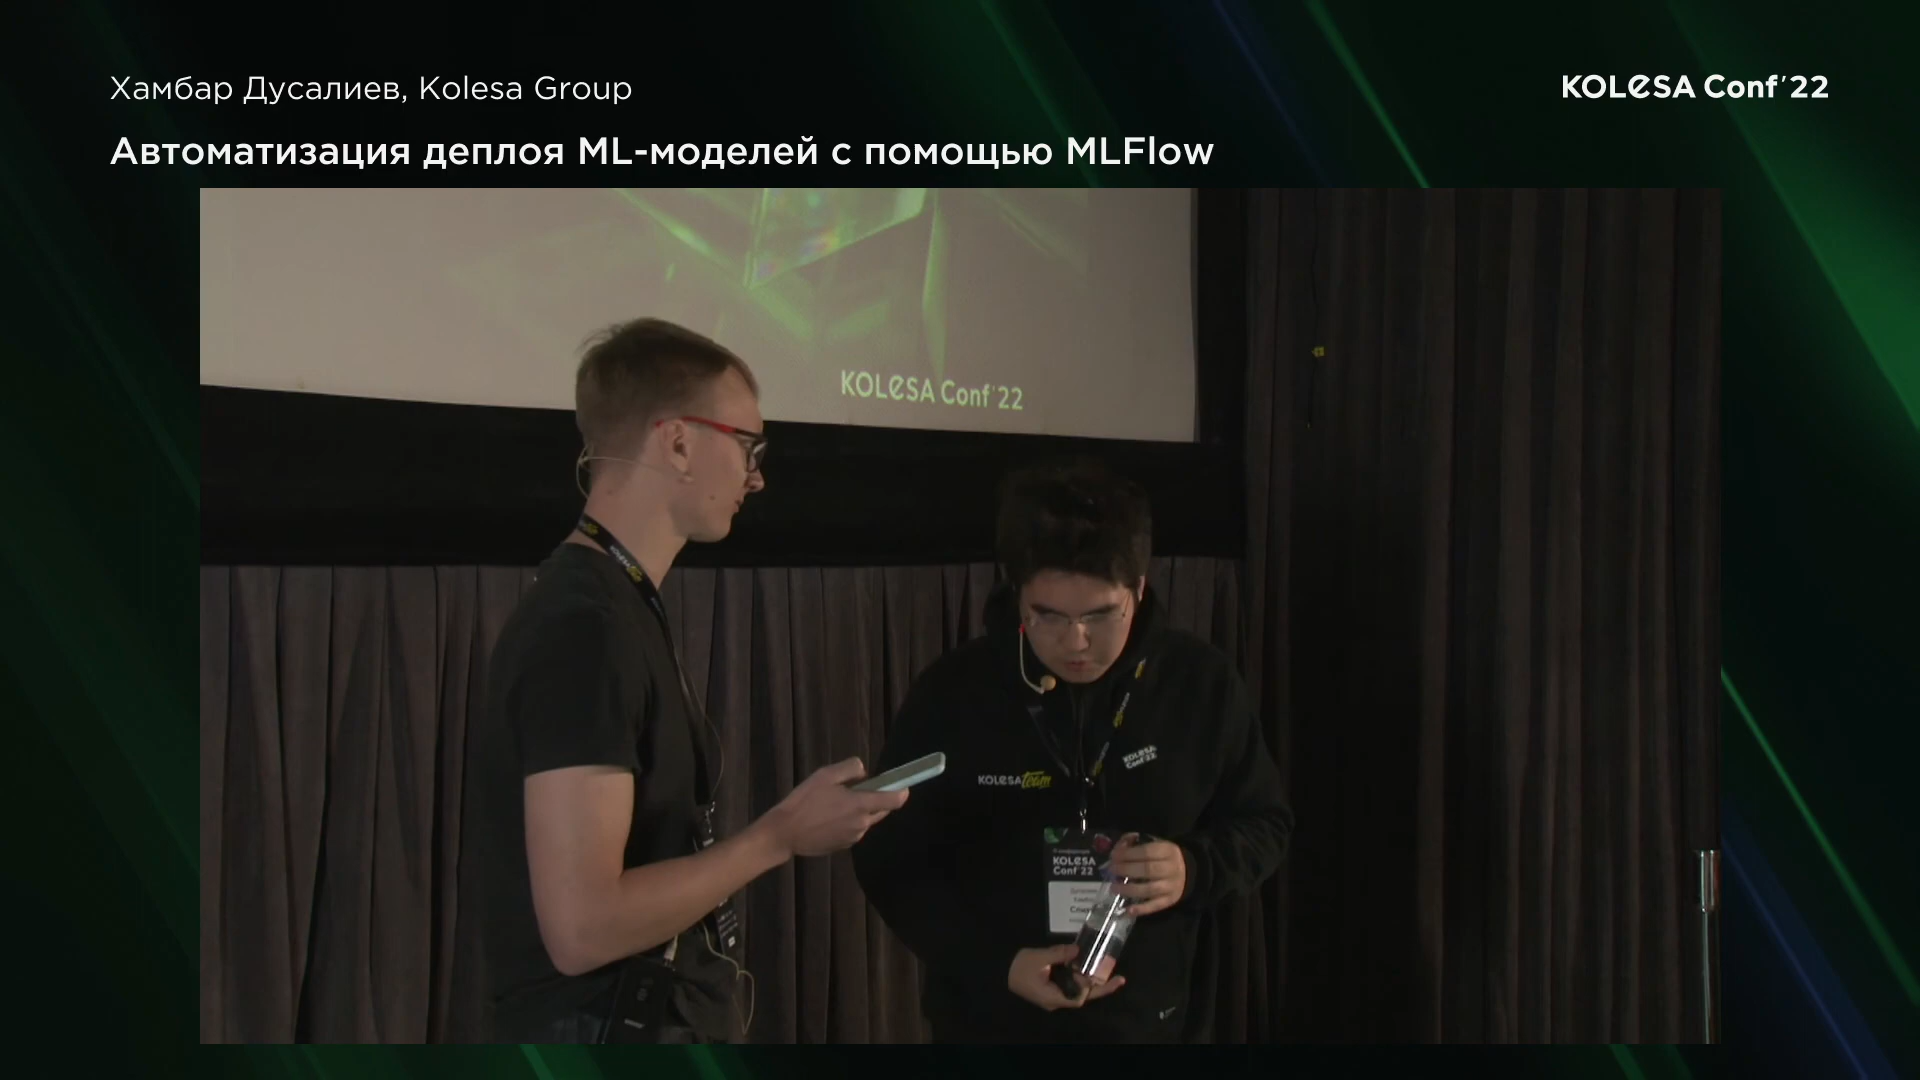 Хамбар Дусалиев, Kolesa Group
KOLESA Conf'22
Автоматизация деплоя ML-моделей с помощью MLFlow
KOLESA Conf'22
KOLESA team
KOLESA
Conf'22
KOLESA
Conf'22